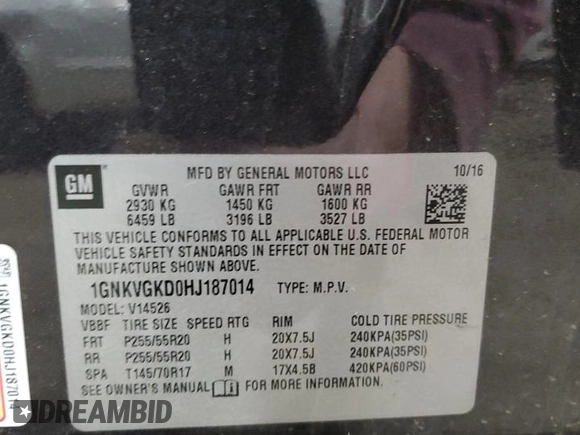 MFD BY GENERAL MOTORS LLC 10/16
GM
GVWR GAWR FRT GAWR RR
2930 KG 1450 KG 1600 KG
6459 LB 3196 LB 3527 LB
THIS VEHICLE CONFORMS TO ALL APPLICABLE U.S. FEDERAL MOTOR
VEHICLE SAFETY STANDARDS IN EFFECT ON THE DATE OF
MANUFACTURE SHOWN ABOVE.
1GNKVGKD0HJ187014 TYPE: M.P.V.
MODEL: V14526
VBBF TIRE SIZE SPEED RTG RIM COLD TIRE PRESSURE
FRT P255/55R20 H 20X7.5J 240KPA(35PSI)
RR P255/55R20 H 20X7.5J 240KPA(35PSI)
SPA T145/70R17 M 17X4.5B 420KPA(60PSI)
SEE OWNER'S MANUAL FOR ADDITIONAL INFORMATION.
1GNKVGKD0HJ18701
DREAMBID